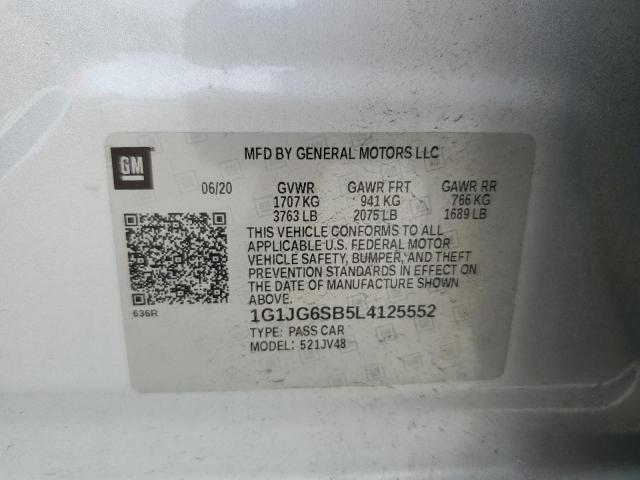 GM
MFD BY GENERAL MOTORS LLC
06/20 GVWR GAWR FRT GAWR RR
1707 KG 941 KG 766 KG
3763 LB 2075 LB 1689 LB
THIS VEHICLE CONFORMS TO ALL
APPLICABLE U.S. FEDERAL MOTOR
VEHICLE SAFETY, BUMPER, AND THEFT
PREVENTION STANDARDS IN EFFECT ON
THE DATE OF MANUFACTURE SHOWN
ABOVE.
636R
1G1JG6SB5L4125552
TYPE: PASS CAR
MODEL: 521JV48